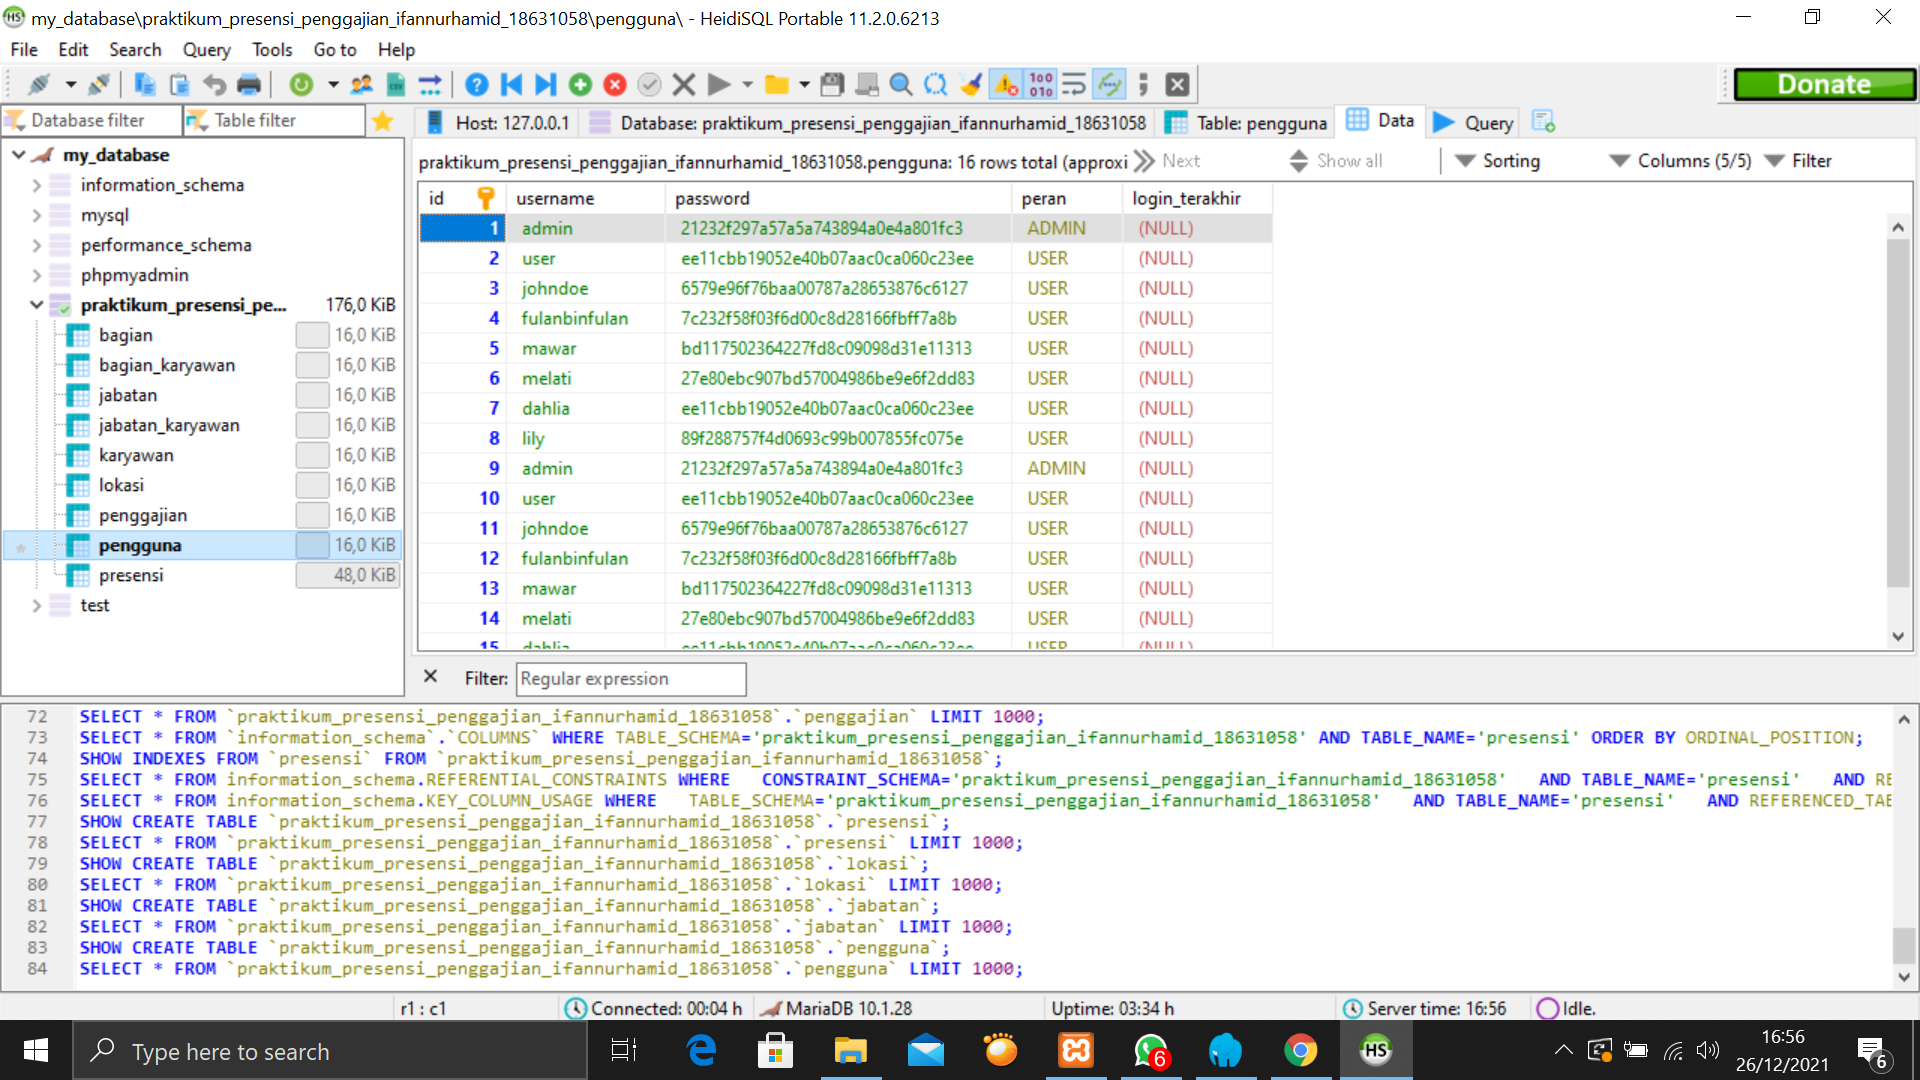 my_database\praktikum_presensi_penggajian_ifannurhamid_18631058\pengguna\ - HeidiSQL Portable 11.2.0.6213
File Edit Search Query Tools Go to Help
Donate
Database filter Table filter
Host: 127.0.0.1 Database: praktikum_presensi_penggajian_ifannurhamid_18631058 Table: pengguna Data Query
praktikum_presensi_penggajian_ifannurhamid_18631058.pengguna: 16 rows total (approxi Next Show all Sorting Columns (5/5) Filter
my_database
information_schema
mysql
performance_schema
phpmyadmin
praktikum_presensi_pe... 176,0 KiB
bagian 16,0 KiB
bagian_karyawan 16,0 KiB
jabatan 16,0 KiB
jabatan_karyawan 16,0 KiB
karyawan 16,0 KiB
lokasi 16,0 KiB
penggajian 16,0 KiB
pengguna 16,0 KiB
presensi 48,0 KiB
test
id username password peran login_terakhir
1 admin 21232f297a57a5a743894a0e4a801fc3 ADMIN (NULL)
2 user ee11cbb19052e40b07aac0ca060c23ee USER (NULL)
3 johndoe 6579e96f76baa00787a28653876c6127 USER (NULL)
4 fulanbinfulan 7c232f58f03f6d00c8d28166fbff7a8b USER (NULL)
5 mawar bd117502364227fd8c09098d31e11313 USER (NULL)
6 melati 27e80ebc907bd57004986be9e6f2dd83 USER (NULL)
7 dahlia ee11cbb19052e40b07aac0ca060c23ee USER (NULL)
8 lily 89f288757f4d0693c99b007855fc075e USER (NULL)
9 admin 21232f297a57a5a743894a0e4a801fc3 ADMIN (NULL)
10 user ee11cbb19052e40b07aac0ca060c23ee USER (NULL)
11 johndoe 6579e96f76baa00787a28653876c6127 USER (NULL)
12 fulanbinfulan 7c232f58f03f6d00c8d28166fbff7a8b USER (NULL)
13 mawar bd117502364227fd8c09098d31e11313 USER (NULL)
14 melati 27e80ebc907bd57004986be9e6f2dd83 USER (NULL)
15 dahlia ee11cbb19052e40b07aac0ca060c23ee USER (NULL)
Filter: Regular expression
72 SELECT * FROM `praktikum_presensi_penggajian_ifannurhamid_18631058`.`penggajian` LIMIT 1000;
73 SELECT * FROM `information_schema`.`COLUMNS` WHERE TABLE_SCHEMA='praktikum_presensi_penggajian_ifannurhamid_18631058' AND TABLE_NAME='presensi' ORDER BY ORDINAL_POSITION;
74 SHOW INDEXES FROM `presensi` FROM `praktikum_presensi_penggajian_ifannurhamid_18631058`;
75 SELECT * FROM information_schema.REFERENTIAL_CONSTRAINTS WHERE CONSTRAINT_SCHEMA='praktikum_presensi_penggajian_ifannurhamid_18631058' AND TABLE_NAME='presensi' AND RE
76 SELECT * FROM information_schema.KEY_COLUMN_USAGE WHERE TABLE_SCHEMA='praktikum_presensi_penggajian_ifannurhamid_18631058' AND TABLE_NAME='presensi' AND REFERENCED_TAB
77 SHOW CREATE TABLE `praktikum_presensi_penggajian_ifannurhamid_18631058`.`presensi`;
78 SELECT * FROM `praktikum_presensi_penggajian_ifannurhamid_18631058`.`presensi` LIMIT 1000;
79 SHOW CREATE TABLE `praktikum_presensi_penggajian_ifannurhamid_18631058`.`lokasi`;
80 SELECT * FROM `praktikum_presensi_penggajian_ifannurhamid_18631058`.`lokasi` LIMIT 1000;
81 SHOW CREATE TABLE `praktikum_presensi_penggajian_ifannurhamid_18631058`.`jabatan`;
82 SELECT * FROM `praktikum_presensi_penggajian_ifannurhamid_18631058`.`jabatan` LIMIT 1000;
83 SHOW CREATE TABLE `praktikum_presensi_penggajian_ifannurhamid_18631058`.`pengguna`;
84 SELECT * FROM `praktikum_presensi_penggajian_ifannurhamid_18631058`.`pengguna` LIMIT 1000;
r1 : c1 Connected: 00:04 h MariaDB 10.1.28 Uptime: 03:34 h Server time: 16:56 Idle.
Type here to search
6
HS
16:56
26/12/2021
6